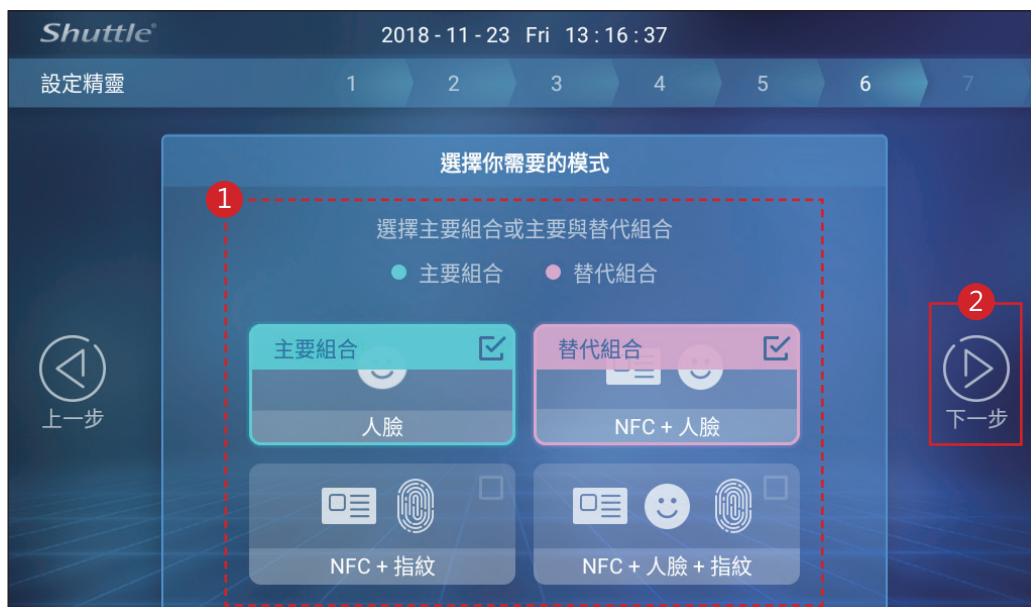 Shuttle®
2018 - 11 - 23 Fri 13 : 16 : 37
設定精靈 1 2 3 4 5 6 7
選擇你需要的模式
1
選擇主要組合或主要與替代組合
主要組合 替代組合
2
主要組合 替代組合
上一步 下一步
人臉 NFC + 人臉
NFC + 指紋 NFC + 人臉 + 指紋